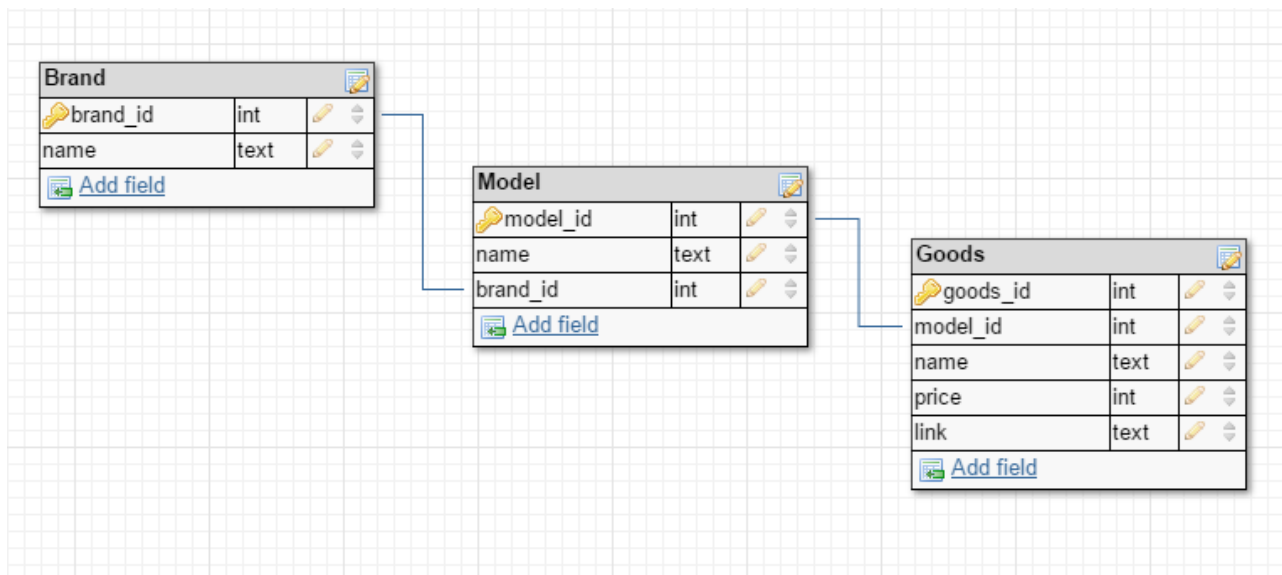 Brand
brand_id int
name text
Add field
Model
model_id int
name text
brand_id int
Add field
Goods
goods_id int
model_id int
name text
price int
link text
Add field